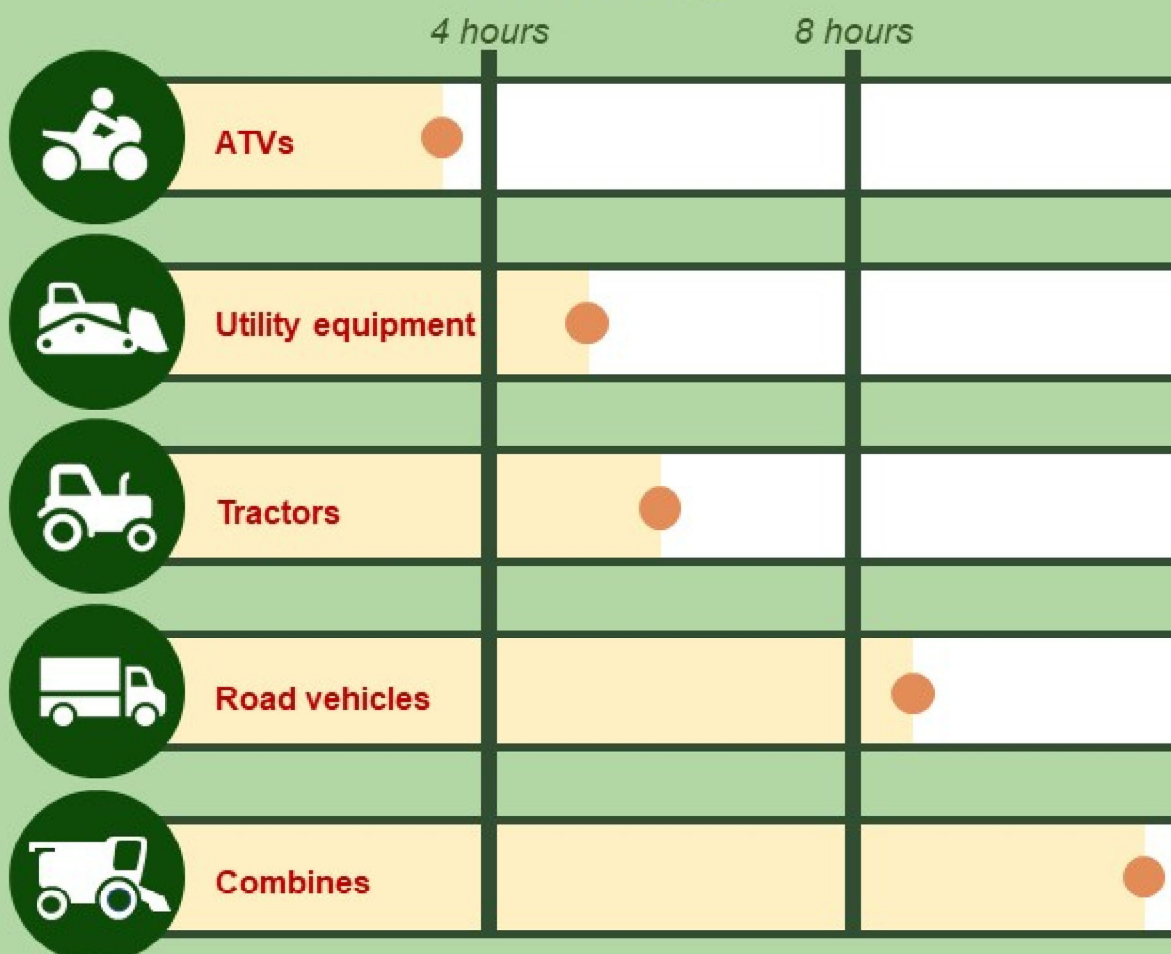 4 hours 8 hours
ATVs
Utility equipment
Tractors
Road vehicles
Combines